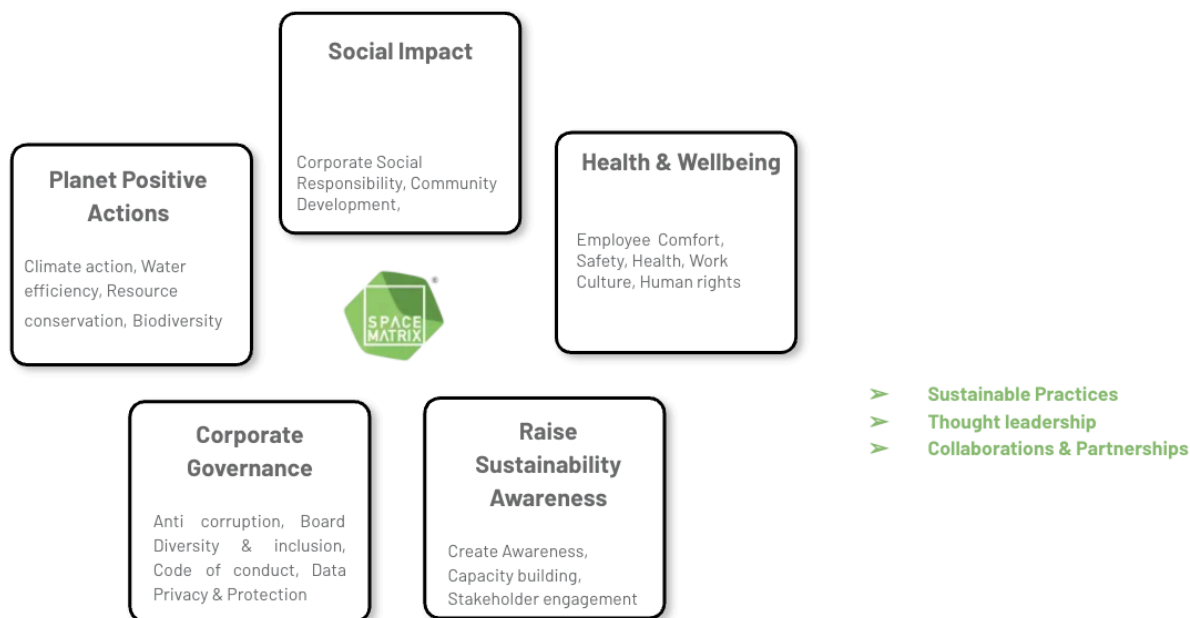 Social Impact
Corporate Social
Responsibility, Community
Development,
Planet Positive
Actions
Climate action, Water
efficiency, Resource
conservation, Biodiversity
Health & Wellbeing
Employee Comfort,
Safety, Health, Work
Culture, Human rights
SPACE
MATRIX
®
Corporate
Governance
Anti corruption, Board
Diversity & inclusion,
Code of conduct, Data
Privacy & Protection
Raise
Sustainability
Awareness
Create Awareness,
Capacity building,
Stakeholder engagement
➢ Sustainable Practices
➢ Thought leadership
➢ Collaborations & Partnerships